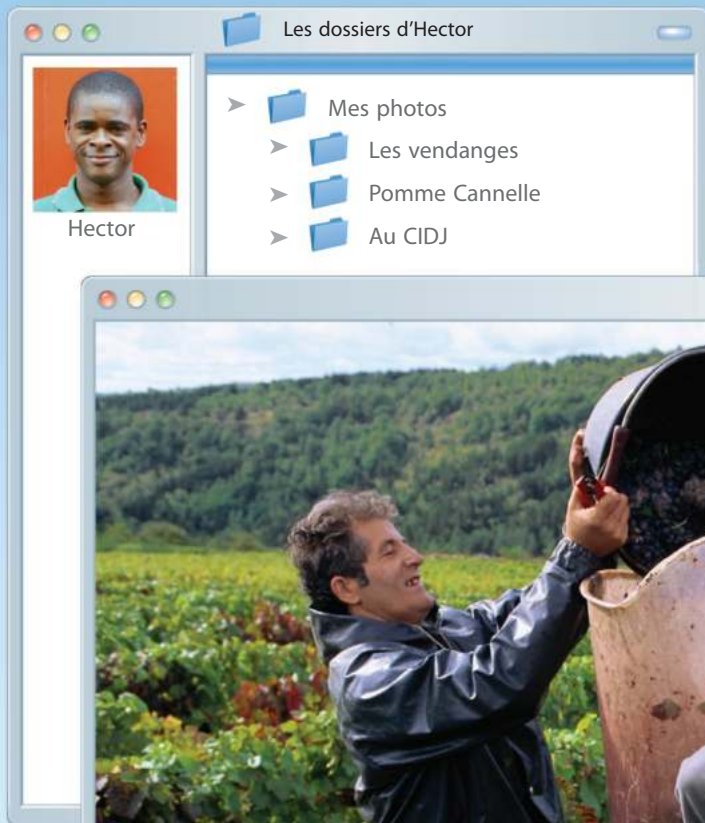 Les dossiers d’Hector
Mes photos
Les vendanges
Pomme Cannelle
Au CIDJ
Hector